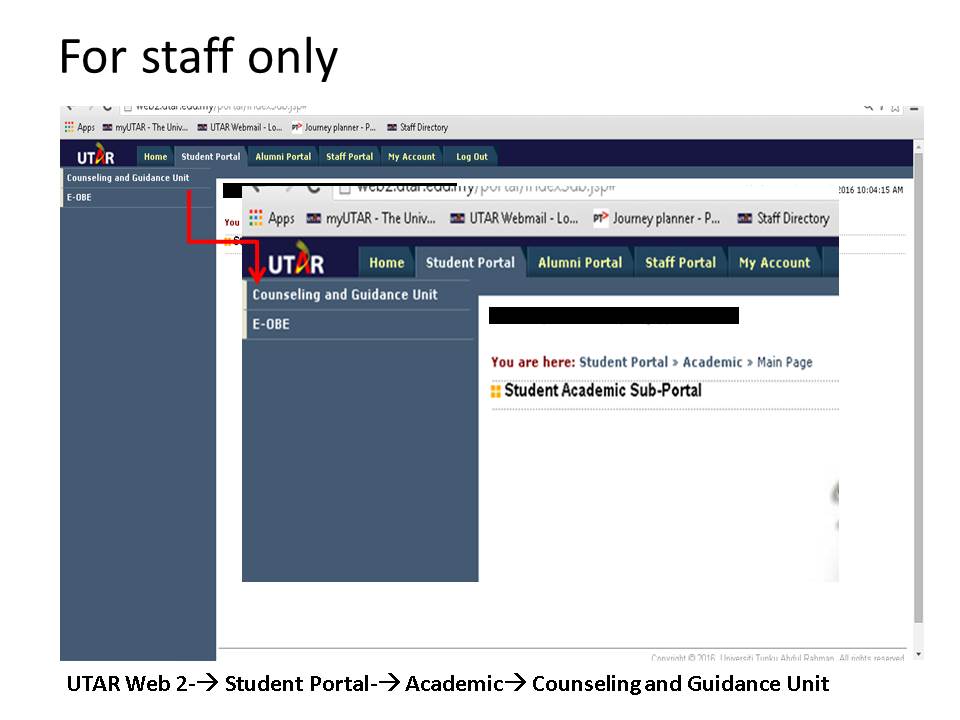 For staff only
web2.utar.edu.my/portal/indexSub.jsp#
Apps myUTAR - The Univ... UTAR Webmail - Lo... Journey planner - P... Staff Directory
UTAR Home Student Portal Alumni Portal Staff Portal My Account Log Out
Counseling and Guidance Unit
E-OBE
2016 10:04:15 AM
You
web2.utar.edu.my/portal/indexSub.jsp#
Apps myUTAR - The Univ... UTAR Webmail - Lo... Journey planner - P... Staff Directory
UTAR Home Student Portal Alumni Portal Staff Portal My Account
Counseling and Guidance Unit
E-OBE
You are here: Student Portal » Academic » Main Page
Student Academic Sub-Portal
Copyright © 2016, Universiti Tunku Abdul Rahman. All rights reserved.
UTAR Web 2-→ Student Portal-→ Academic→ Counseling and Guidance Unit